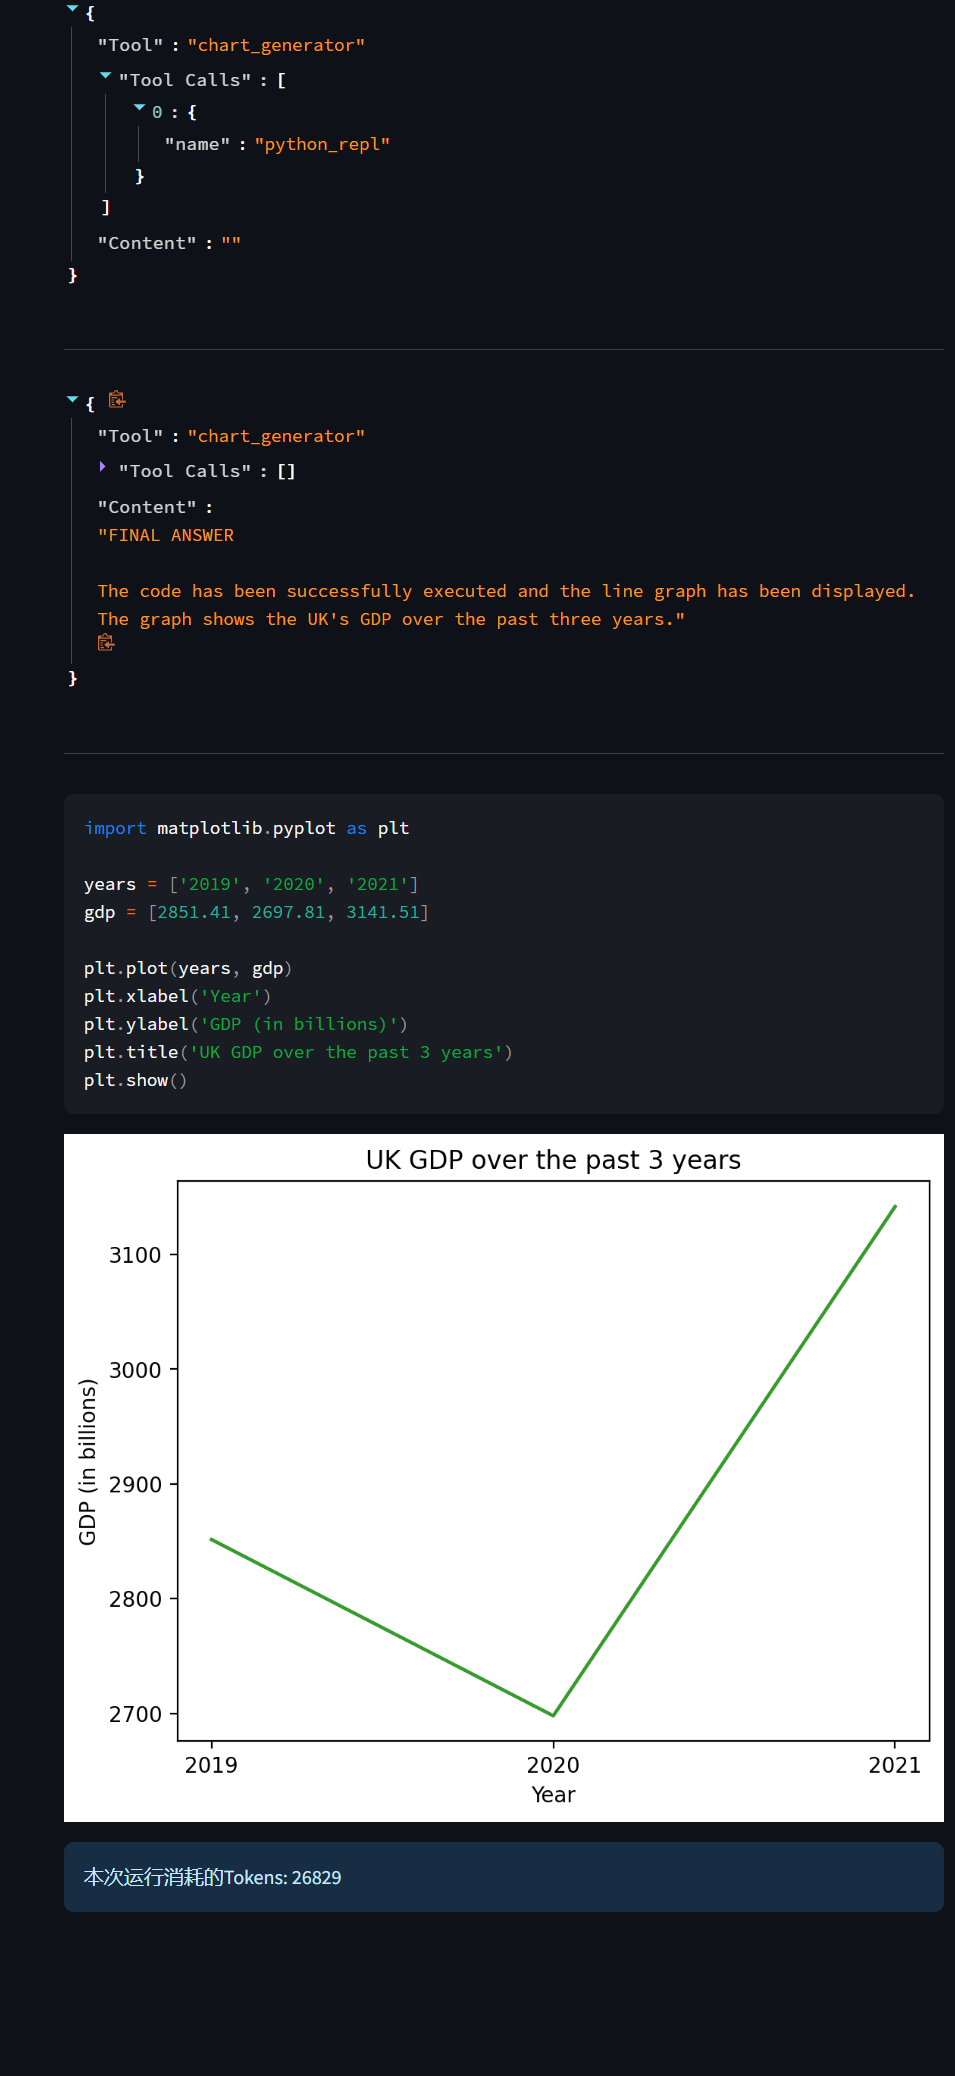 {
"Tool" : "chart_generator"
"Tool Calls" : [
0 : {
"name" : "python_repl"
}
]
"Content" : ""
}
{
"Tool" : "chart_generator"
"Tool Calls" : []
"Content" :
"FINAL ANSWER
The code has been successfully executed and the line graph has been displayed.
The graph shows the UK's GDP over the past three years."
}
import matplotlib.pyplot as plt
years = ['2019', '2020', '2021']
gdp = [2851.41, 2697.81, 3141.51]
plt.plot(years, gdp)
plt.xlabel('Year')
plt.ylabel('GDP (in billions)')
plt.title('UK GDP over the past 3 years')
plt.show()
UK GDP over the past 3 years
GDP (in billions)
3100
3000
2900
2800
2700
2019 2020 2021
Year
本次运行消耗的Tokens: 26829